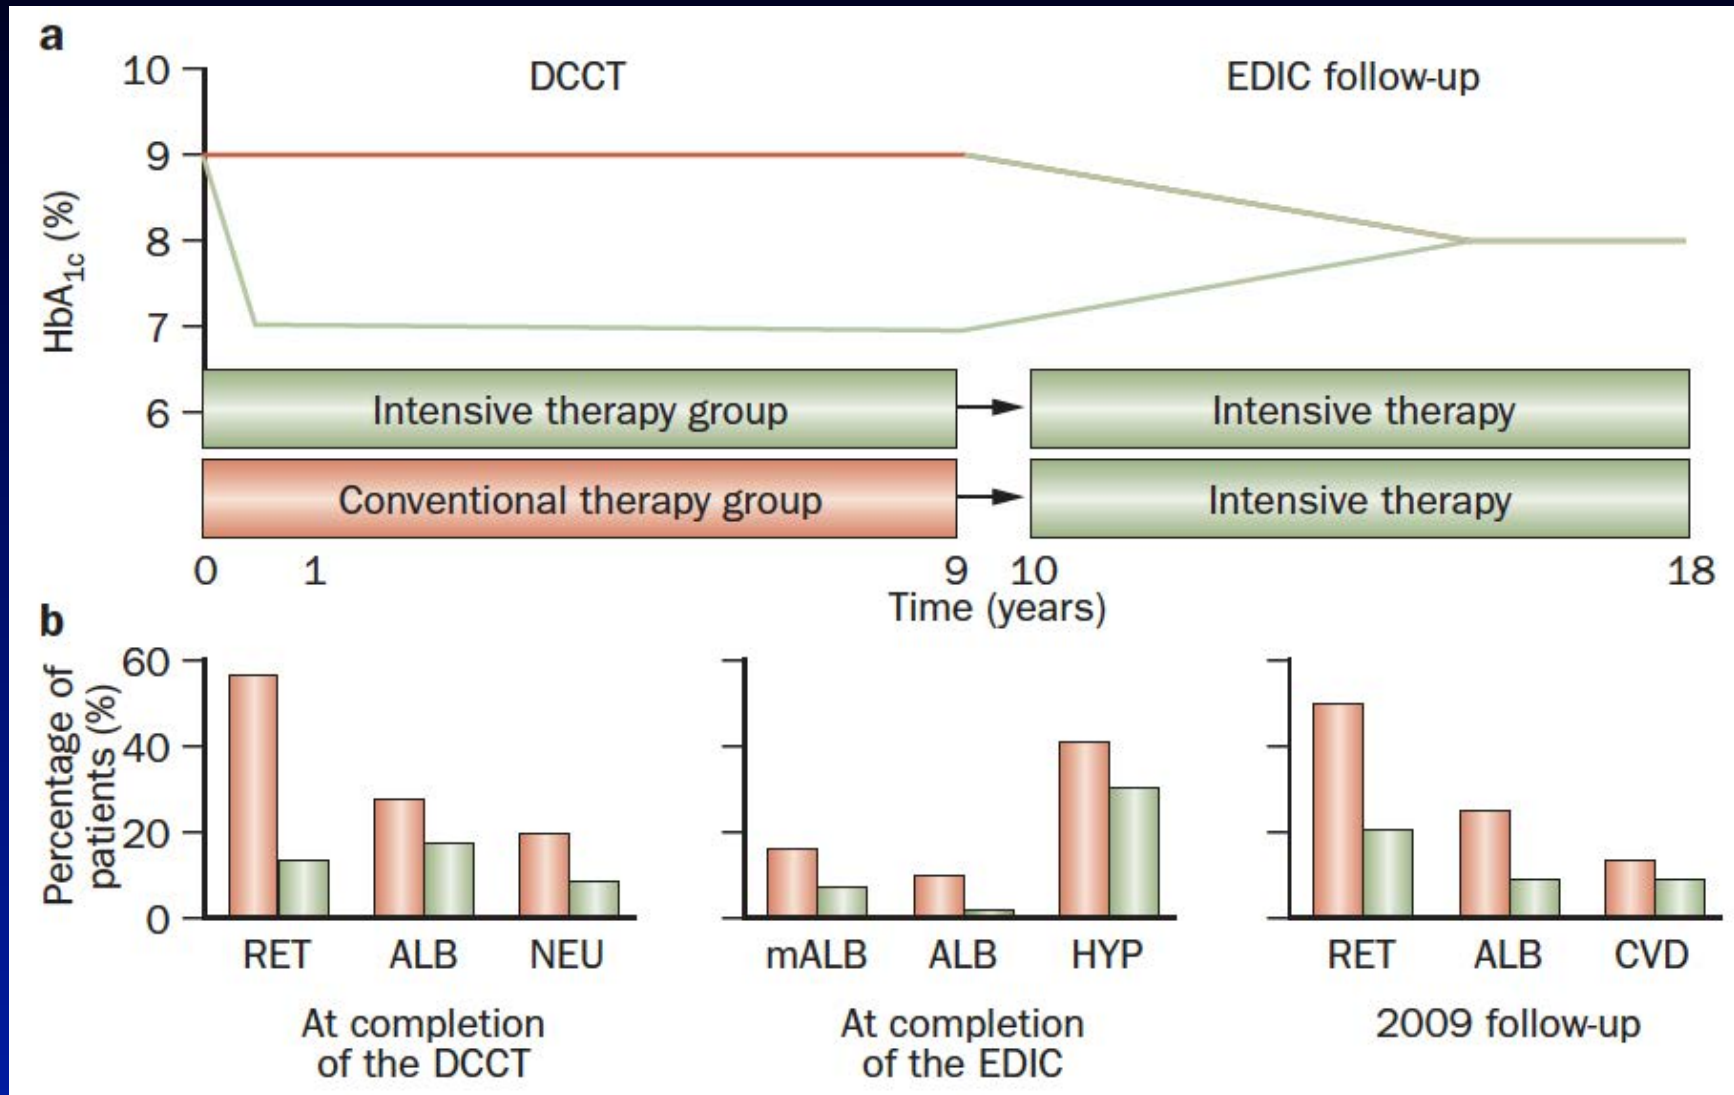 a
DCCT
EDIC follow-up
10
9
8
7
6
HbA1c (%)
Intensive therapy group
Intensive therapy
Conventional therapy group
Intensive therapy
0 1 9 10 18
Time (years)
b
Percentage of
patients (%)
60
40
20
0
RET ALB NEU
At completion
of the DCCT
mALB ALB HYP
At completion
of the EDIC
RET ALB CVD
2009 follow-up